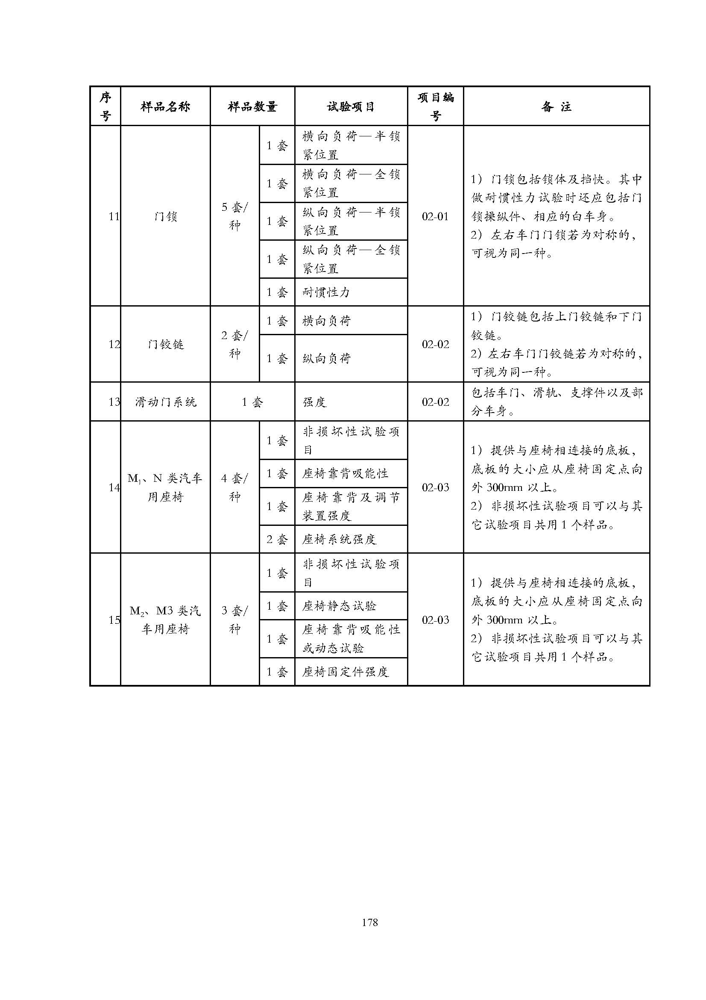 序
号
样品名称
样品数量
试验项目
项目编
号
备 注
11
门锁
5 套/
种
1 套
横向负荷—半锁
紧位置
1 套
横向负荷—全锁
紧位置
1 套
纵向负荷—半锁
紧位置
1 套
纵向负荷—全锁
紧位置
1 套
耐惯性力
02-01
1）门锁包括锁体及挡快。其中
做耐惯性力试验时还应包括门
锁操纵件、相应的白车身。
2）左右车门门锁若为对称的，
可视为同一种。
12
门铰链
2 套/
种
1 套
横向负荷
1 套
纵向负荷
02-02
1）门铰链包括上门铰链和下门
铰链。
2）左右车门门铰链若为对称的，
可视为同一种。
13
滑动门系统
1 套
强度
02-02
包括车门、滑轨、支撑件以及部
分车身。
14
M₁、N 类汽车
用座椅
4 套/
种
1 套
非损坏性试验项
目
1 套
座椅靠背吸能性
1 套
座椅靠背及调节
装置强度
2 套
座椅系统强度
02-03
1）提供与座椅相连接的底板，
底板的大小应从座椅固定点向
外 300mm 以上。
2）非损坏性试验项目可以与其
它试验项目共用 1 个样品。
15
M₂、M3 类汽
车用座椅
3 套/
种
1 套
非损坏性试验项
目
1 套
座椅静态试验
1 套
座椅靠背吸能性
或动态试验
1 套
座椅固定件强度
02-03
1）提供与座椅相连接的底板，
底板的大小应从座椅固定点向
外 300mm 以上。
2）非损坏性试验项目可以与其
它试验项目共用 1 个样品。
178